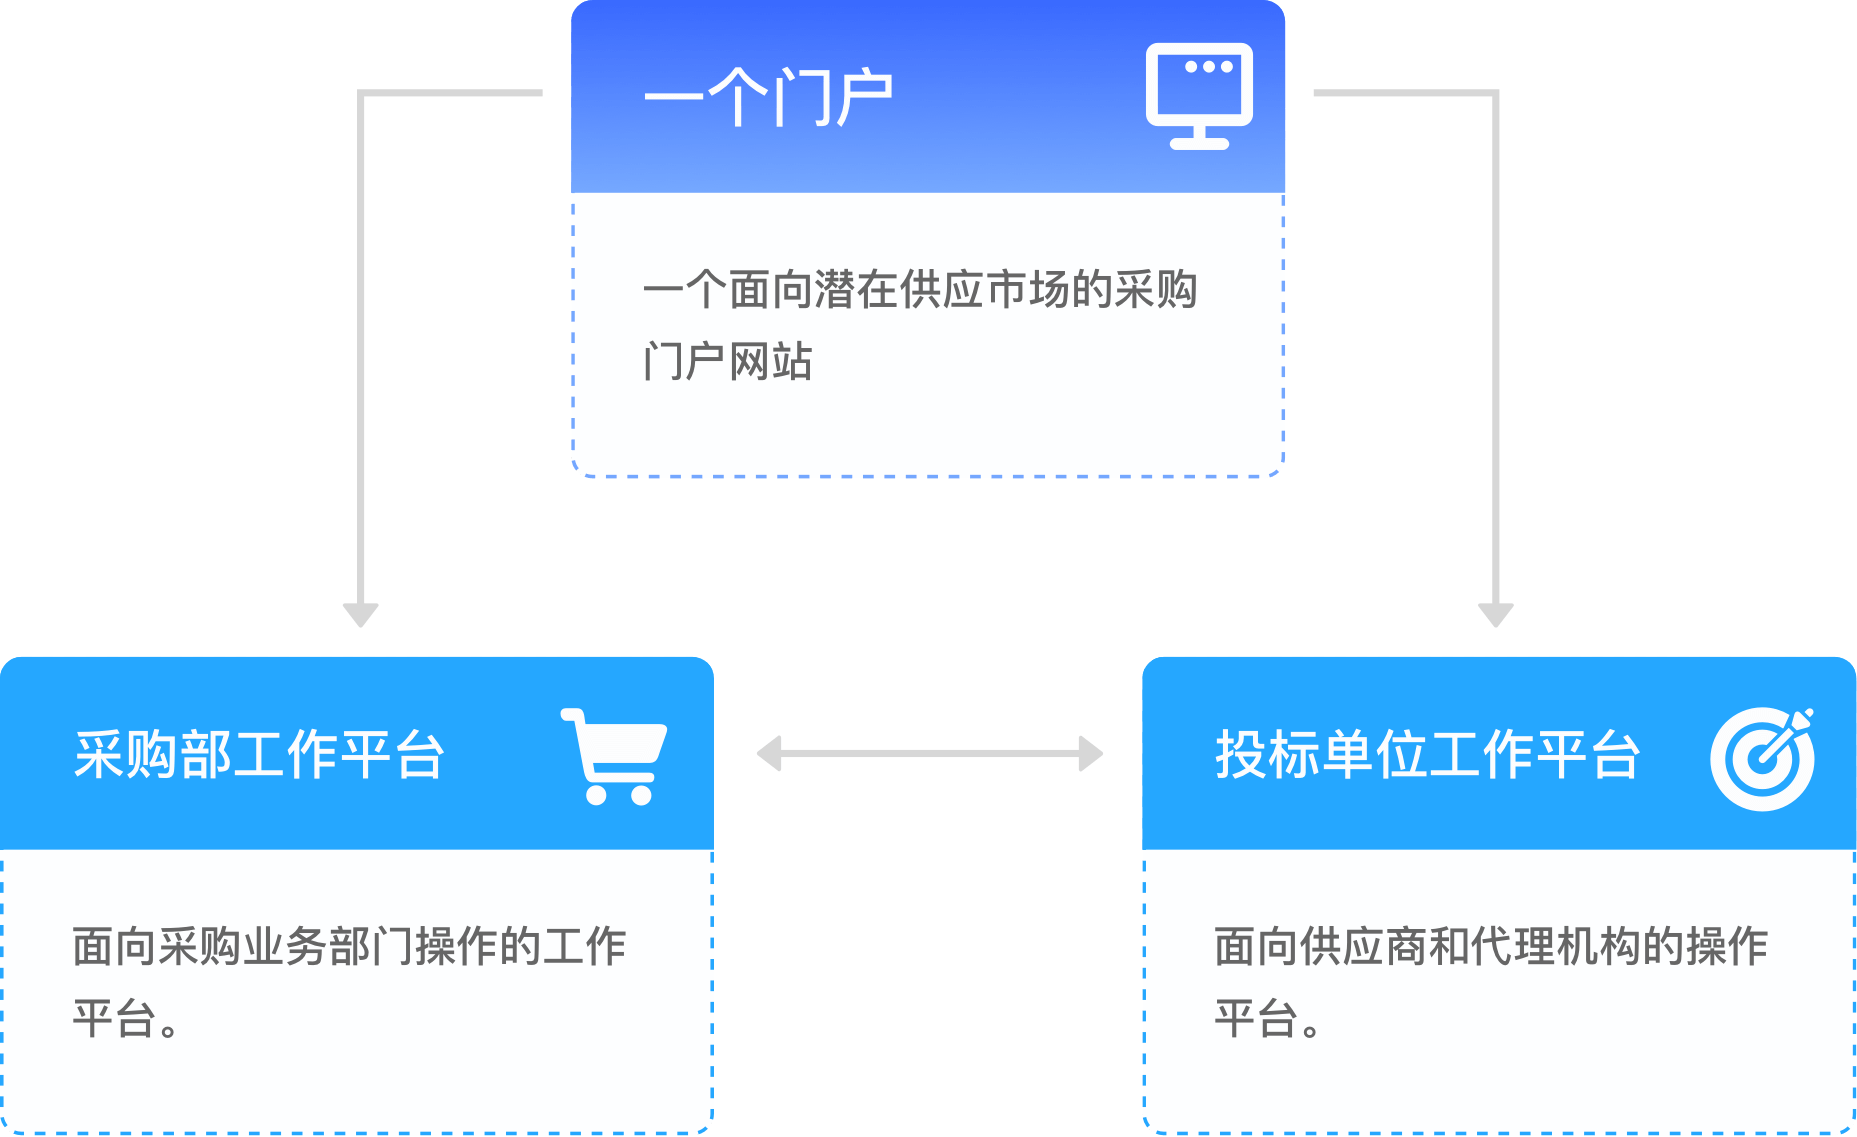 一个门户
一个面向潜在供应市场的采购
门户网站
采购部工作平台
面向采购业务部门操作的工作
平台。
投标单位工作平台
面向供应商和代理机构的操作
平台。